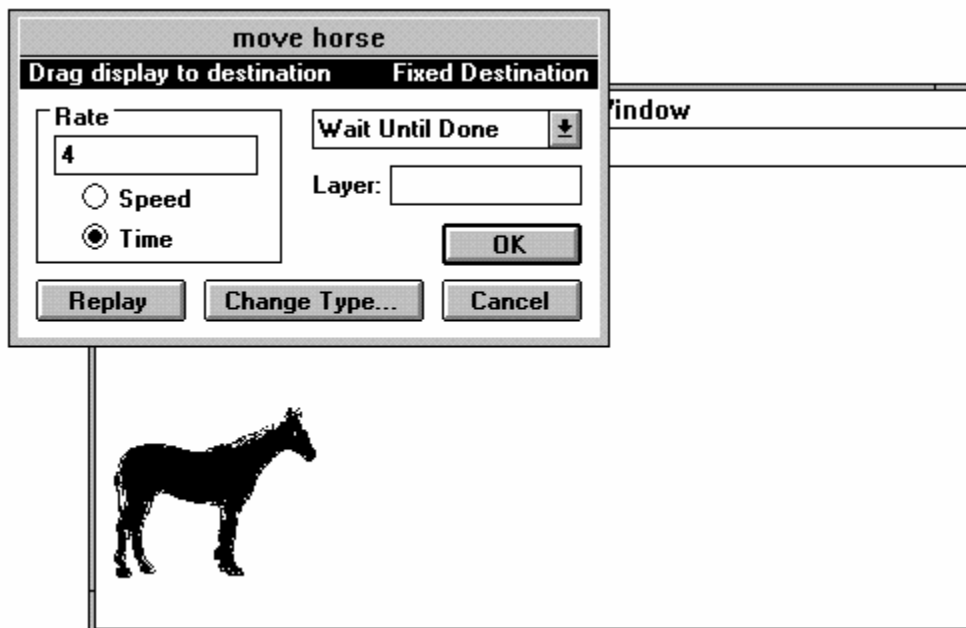 move horse
Drag display to destination Fixed Destination
Rate
4
Speed
Time
Wait Until Done
Layer:
OK
Replay
Change Type...
Cancel
indow